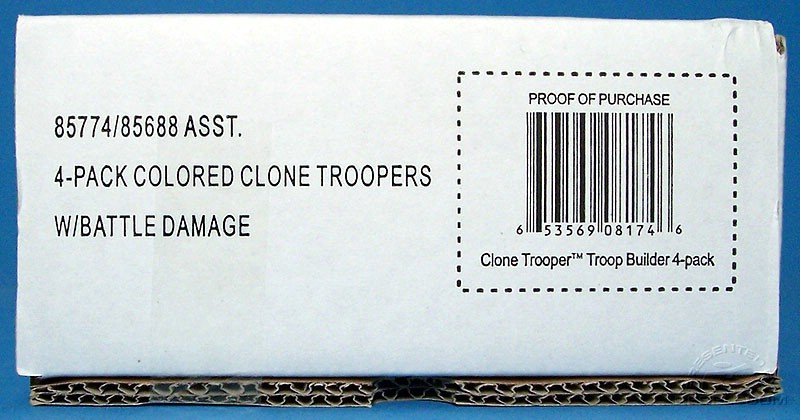 85774/85688 ASST.
4-PACK COLORED CLONE TROOPERS
W/BATTLE DAMAGE
PROOF OF PURCHASE
6 53569 08174 6
Clone Trooper™ Troop Builder 4-pack